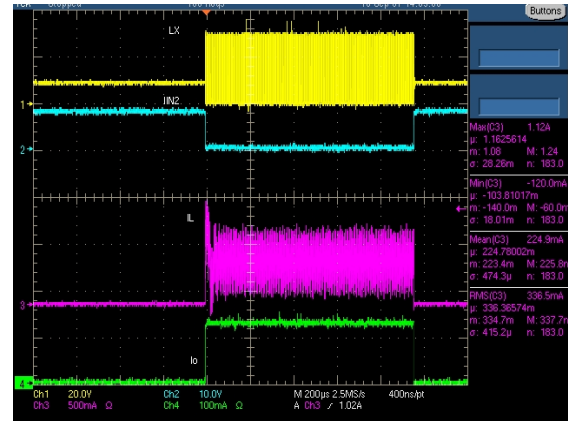 Buttons
LX
IIN2
1
2
Max(C3) 1.12A
µ: 1.1625614
m: 1.08 M: 1.24
σ: 28.26m n: 183.0
Min(C3) -120.0mA
µ: -103.81017m
m: -140.0m M: -60.0m
σ: 18.01m n: 183.0
IL
Mean(C3) 224.9mA
µ: 224.78002m
m: 223.4m M: 225.8m
σ: 474.3µ n: 183.0
3
RMS(C3) 336.5mA
µ: 336.36574m
m: 334.7m M: 337.7m
σ: 415.2µ n: 183.0
Io
4
Ch1 20.0V Ch2 10.0V M 200µs 2.5MS/s 400ns/pt
Ch3 500mA Ω Ch4 100mA Ω A Ch3 / 1.02A